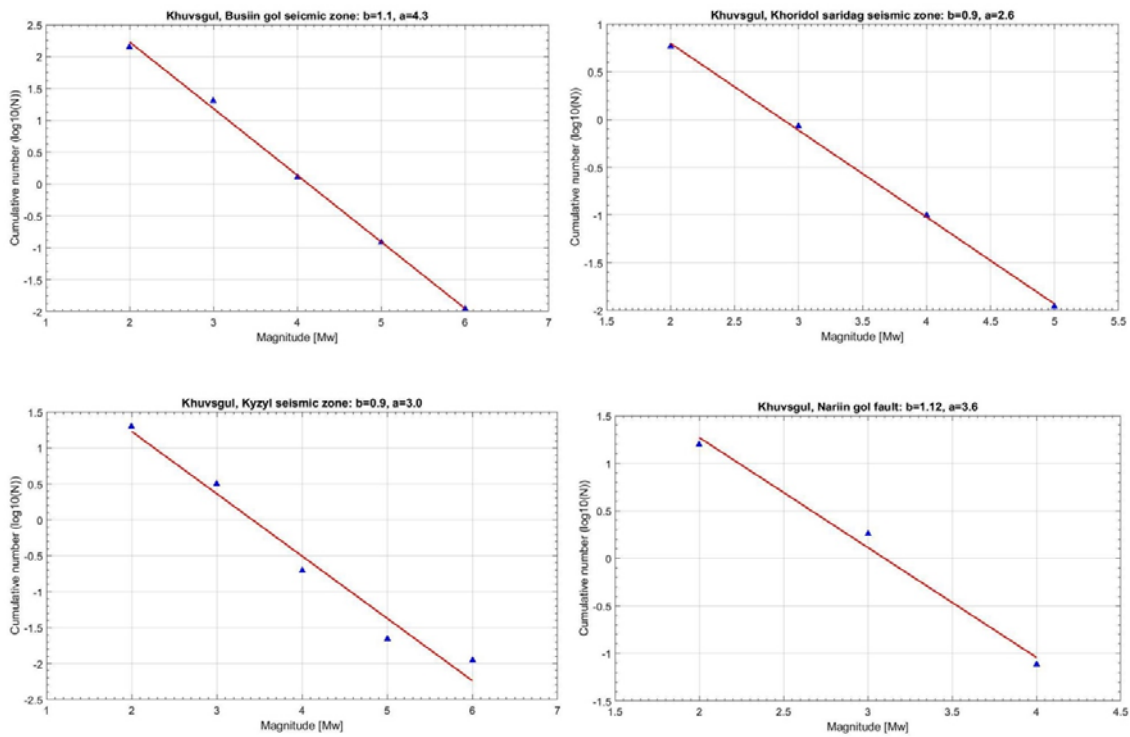 Khuvsgul, Busiin gol seicmic zone: b=1.1, a=4.3
2.5
2
1.5
1
0.5
0
-0.5
-1
-1.5
-2
Cumulative number (log10(N))
1 2 3 4 5 6 7
Magnitude [Mw]
Khuvsgul, Khoridol saridag seismic zone: b=0.9, a=2.6
1
0.5
0
-0.5
-1
-1.5
-2
Cumulative number (log10(N))
1.5 2 2.5 3 3.5 4 4.5 5 5.5
Magnitude [Mw]
Khuvsgul, Kyzyl seismic zone: b=0.9, a=3.0
1.5
1
0.5
0
-0.5
-1
-1.5
-2
-2.5
Cumulative number (log10(N))
1 2 3 4 5 6 7
Magnitude [Mw]
Khuvsgul, Nariin gol fault: b=1.12, a=3.6
1.5
1
0.5
0
-0.5
-1
-1.5
Cumulative number (log10(N))
1.5 2 2.5 3 3.5 4 4.5
Magnitude [Mw]